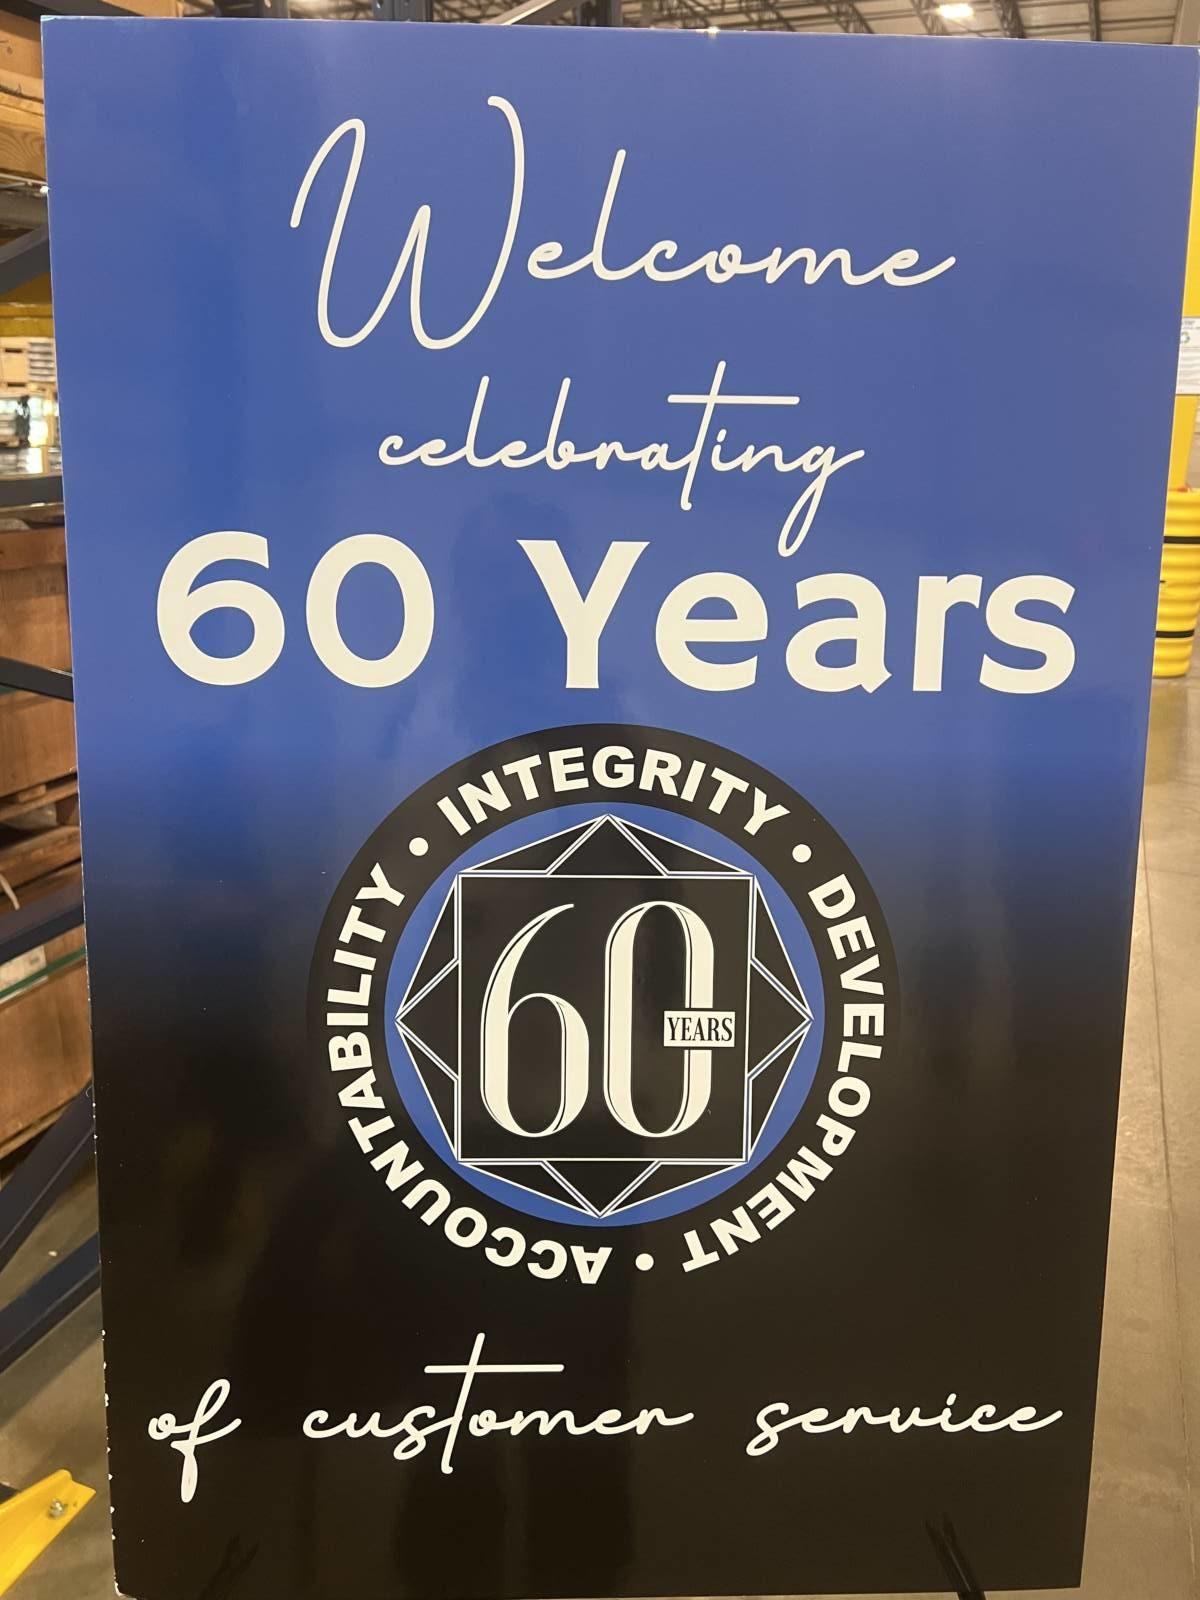 Welcome
celebrating
60 Years
INTEGRITY • DEVELOPMENT • ACCOUNTABILITY •
60
YEARS
of customer service